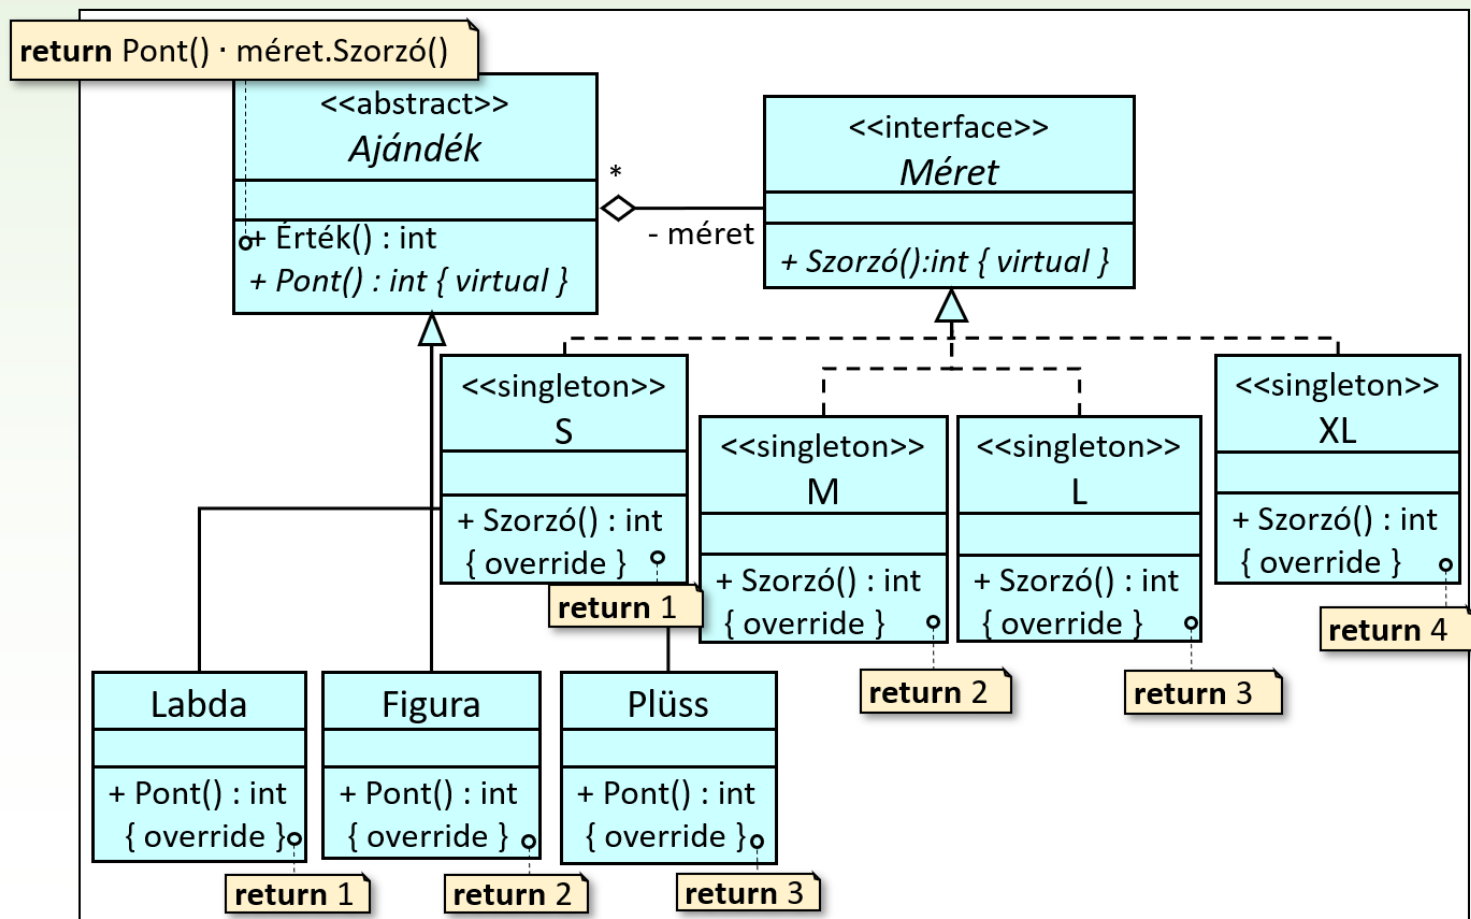 return Pont() · méret.Szorzó()
<<abstract>>
Ajándék
+ Érték() : int
+ Pont() : int { virtual }
*
- méret
<<interface>>
Méret
+ Szorzó():int { virtual }
<<singleton>>
S
+ Szorzó() : int
{ override }
return 1
<<singleton>>
M
+ Szorzó() : int
{ override }
return 2
<<singleton>>
L
+ Szorzó() : int
{ override }
return 3
<<singleton>>
XL
+ Szorzó() : int
{ override }
return 4
Labda
+ Pont() : int
{ override }
return 1
Figura
+ Pont() : int
{ override }
return 2
Plüss
+ Pont() : int
{ override }
return 3